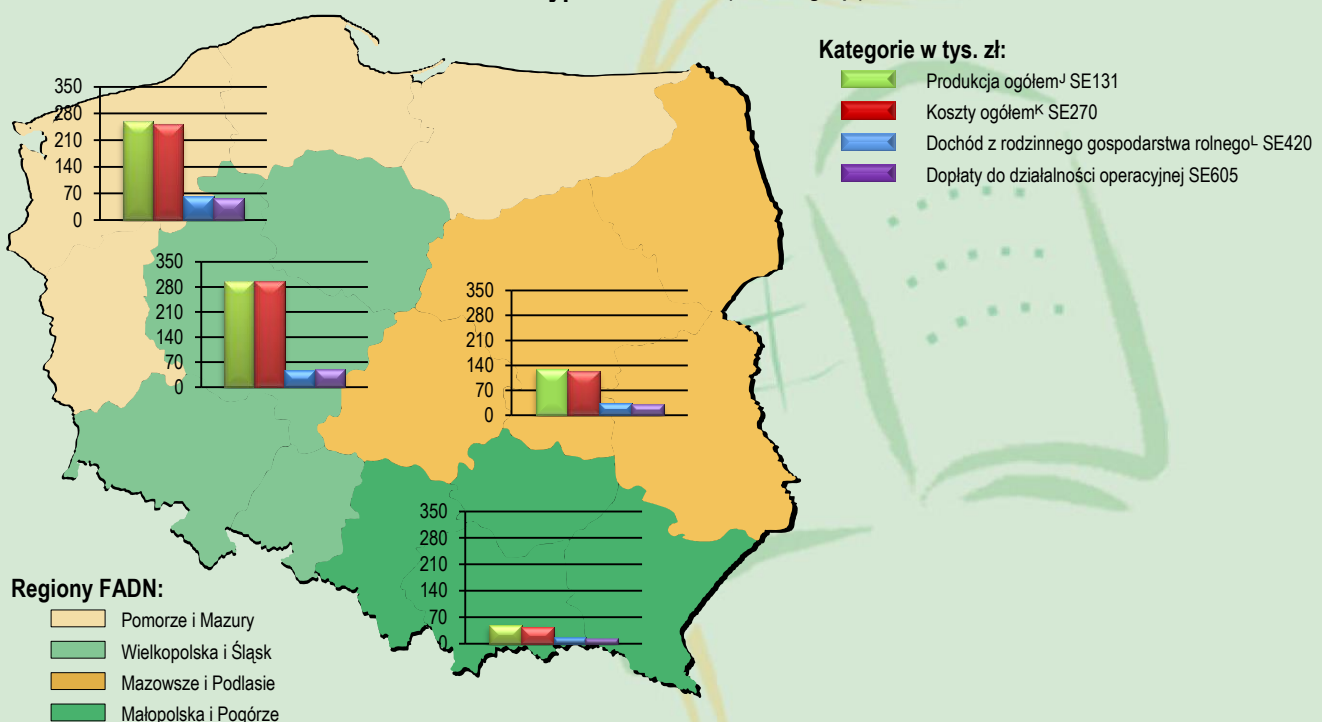 Kategorie w tys. zł:
Produkcja ogółemᴶ SE131
Koszty ogółemᴷ SE270
Dochód z rodzinnego gospodarstwa rolnegoᴸ SE420
Dopłaty do działalności operacyjnej SE605
350
280
210
140
70
0
350
280
210
140
70
0
350
280
210
140
70
0
350
280
210
140
70
0
Regiony FADN:
Pomorze i Mazury
Wielkopolska i Śląsk
Mazowsze i Podlasie
Małopolska i Pogórze